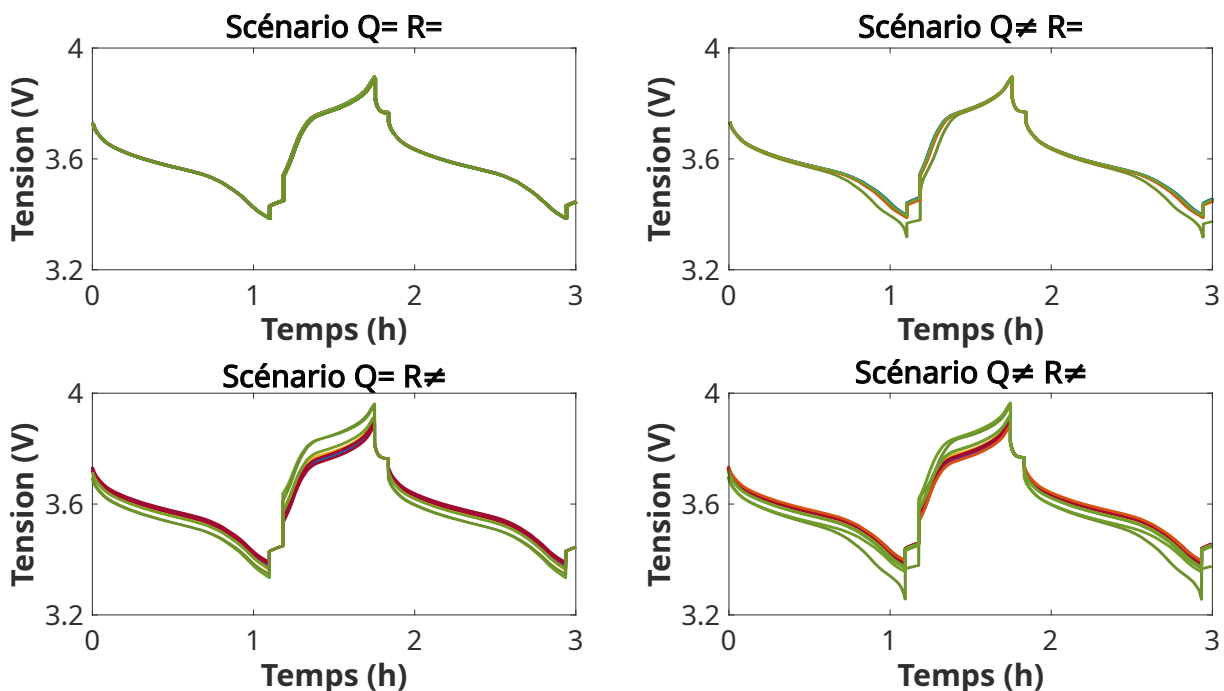 Scénario Q= R=
4
3.6
3.2
Tension (V)
0 1 2 3
Temps (h)
Scénario Q≠ R=
4
3.6
3.2
Tension (V)
0 1 2 3
Temps (h)
Scénario Q= R≠
4
3.6
3.2
Tension (V)
0 1 2 3
Temps (h)
Scénario Q≠ R≠
4
3.6
3.2
Tension (V)
0 1 2 3
Temps (h)